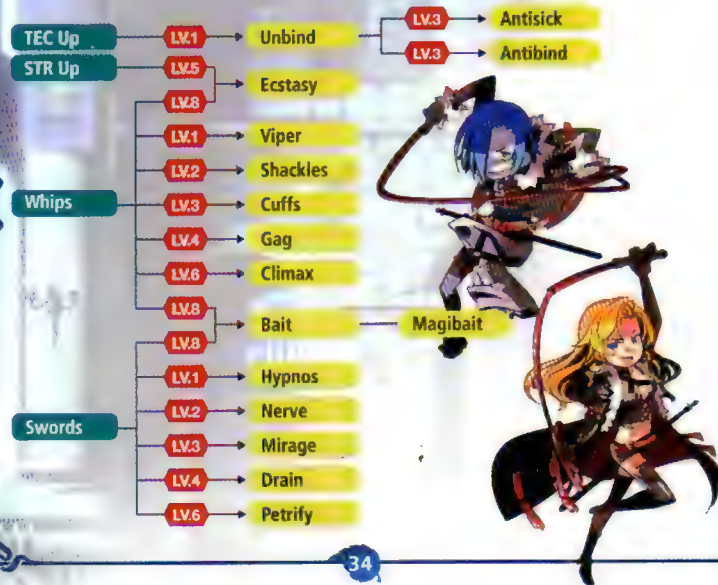 TEC Up LV.1 Unbind LV.3 Antisick
LV.3 Antibind
STR Up LV.5 Ecstasy
LV.8
Whips
LV.1 Viper
LV.2 Shackles
LV.3 Cuffs
LV.4 Gag
LV.6 Climax
LV.8 Bait Magibait
LV.8
Swords
LV.1 Hypnos
LV.2 Nerve
LV.3 Mirage
LV.4 Drain
LV.6 Petrify
34